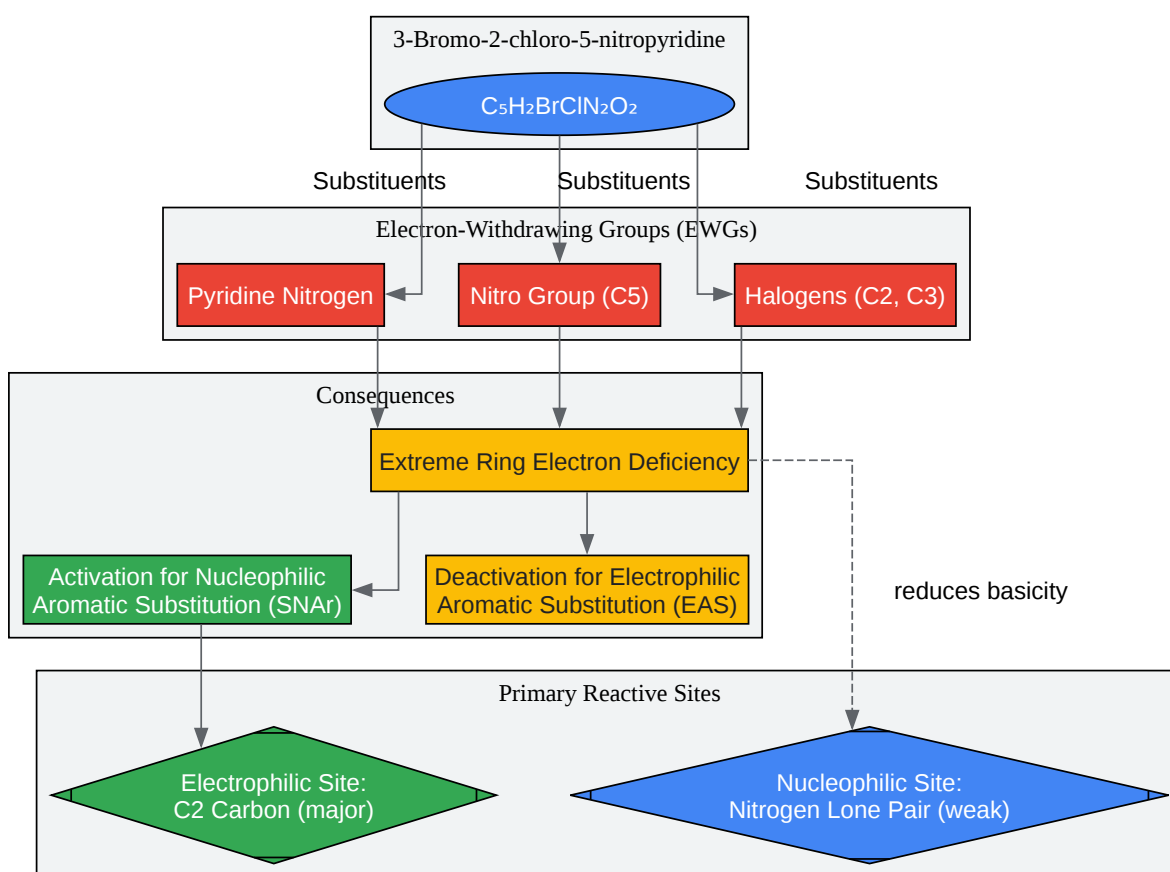 3-Bromo-2-chloro-5-nitropyridine
C₅H₂BrClN₂O₂
Substituents
Substituents
Substituents
Electron-Withdrawing Groups (EWGs)
Pyridine Nitrogen
Nitro Group (C5)
Halogens (C2, C3)
Consequences
Extreme Ring Electron Deficiency
Activation for Nucleophilic
Aromatic Substitution (SNAr)
Deactivation for Electrophilic
Aromatic Substitution (EAS)
reduces basicity
Primary Reactive Sites
Electrophilic Site:
C2 Carbon (major)
Nucleophilic Site:
Nitrogen Lone Pair (weak)